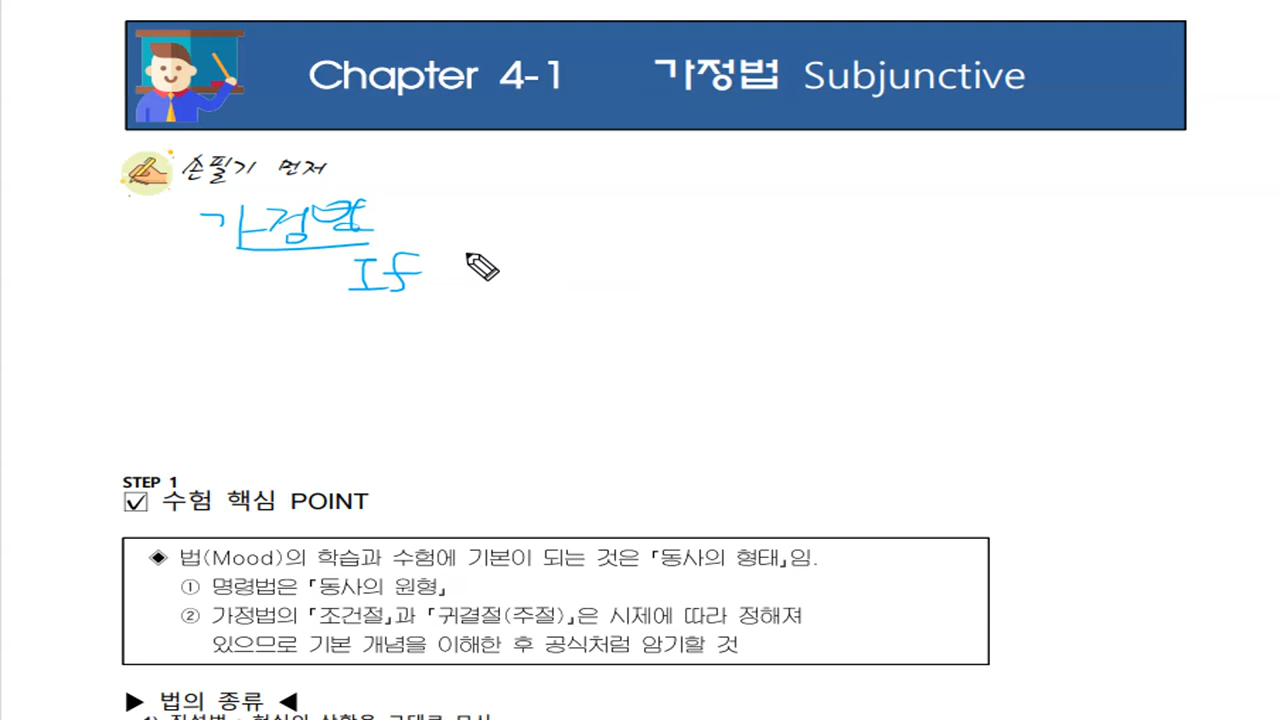 Chapter 4-1 가정법 Subjunctive
손필기 먼저
가정법
If
STEP 1
☑ 수험 핵심 POINT
◈ 법(Mood)의 학습과 수험에 기본이 되는 것은 「동사의 형태」임.
① 명령법은 「동사의 원형」
② 가정법의 「조건절」과 「귀결절(주절)」은 시제에 따라 정해져
있으므로 기본 개념을 이해한 후 공식처럼 암기할 것
▶ 법의 종류 ◀